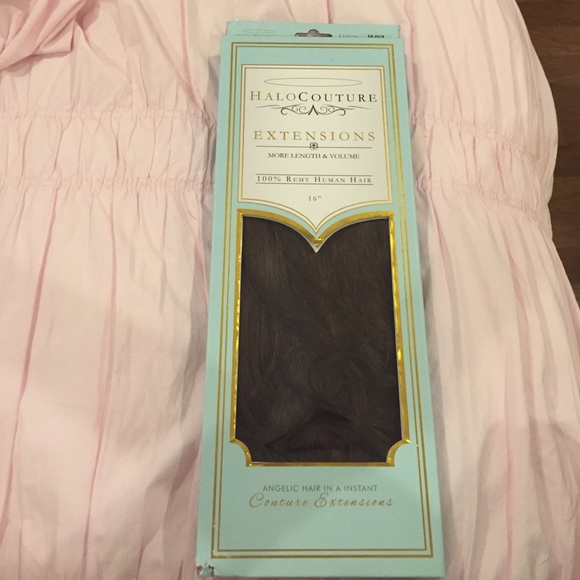 HALOCOUTURE
EXTENSIONS
MORE LENGTH & VOLUME
100% REMY HUMAN HAIR
16"
ANGELIC HAIR IN A INSTANT
Couture Extensions